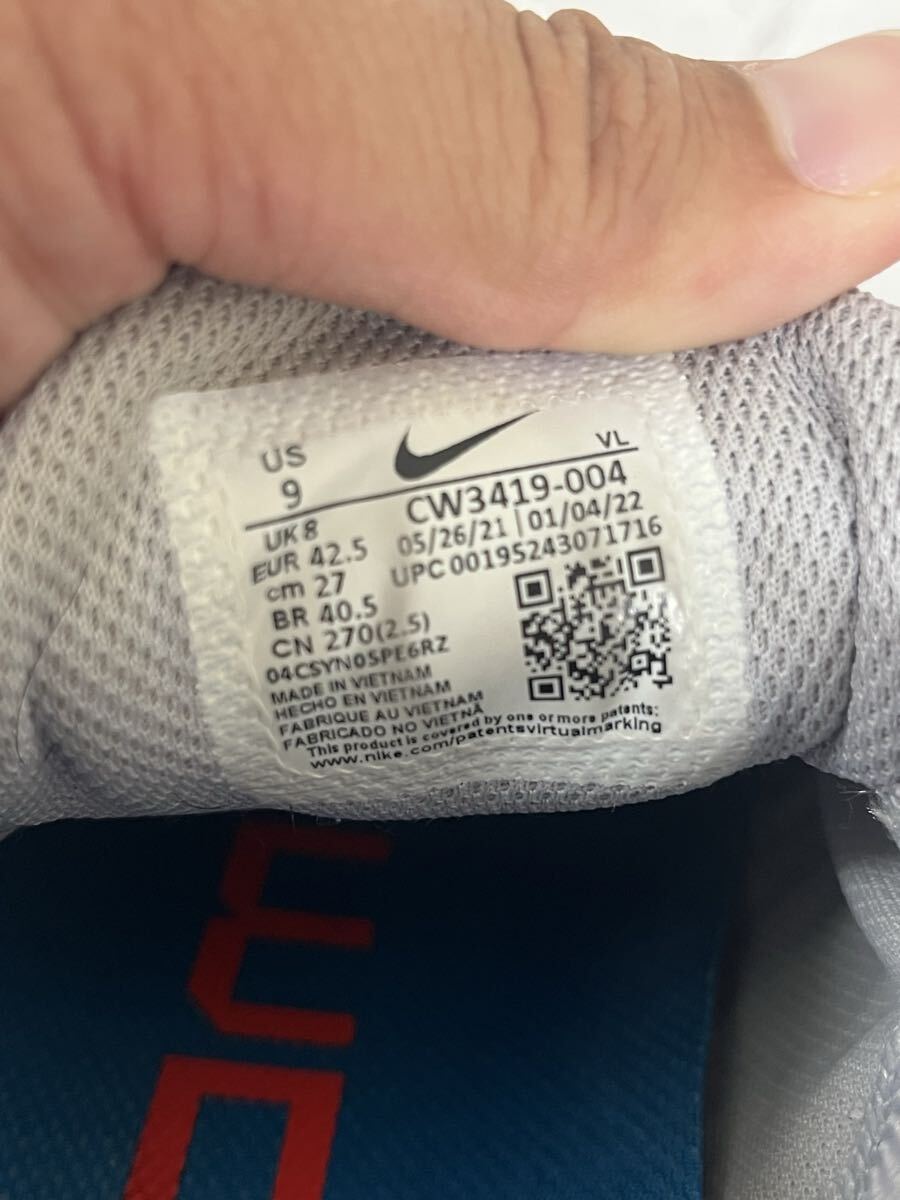 US
9
VL
CW3419-004
05/26/21 | 01/04/22
UPC 00195243071716
UK 8
EUR 42.5
cm 27
BR 40.5
CN 270(2.5)
04CSYN0SPE6RZ
MADE IN VIETNAM
HECHO EN VIETNAM
FABRIQUE AU VIETNAM
FABRICADO NO VIETNÃ
This product is covered by one or more patents:
www.nike.com/patentsvirtualmarking